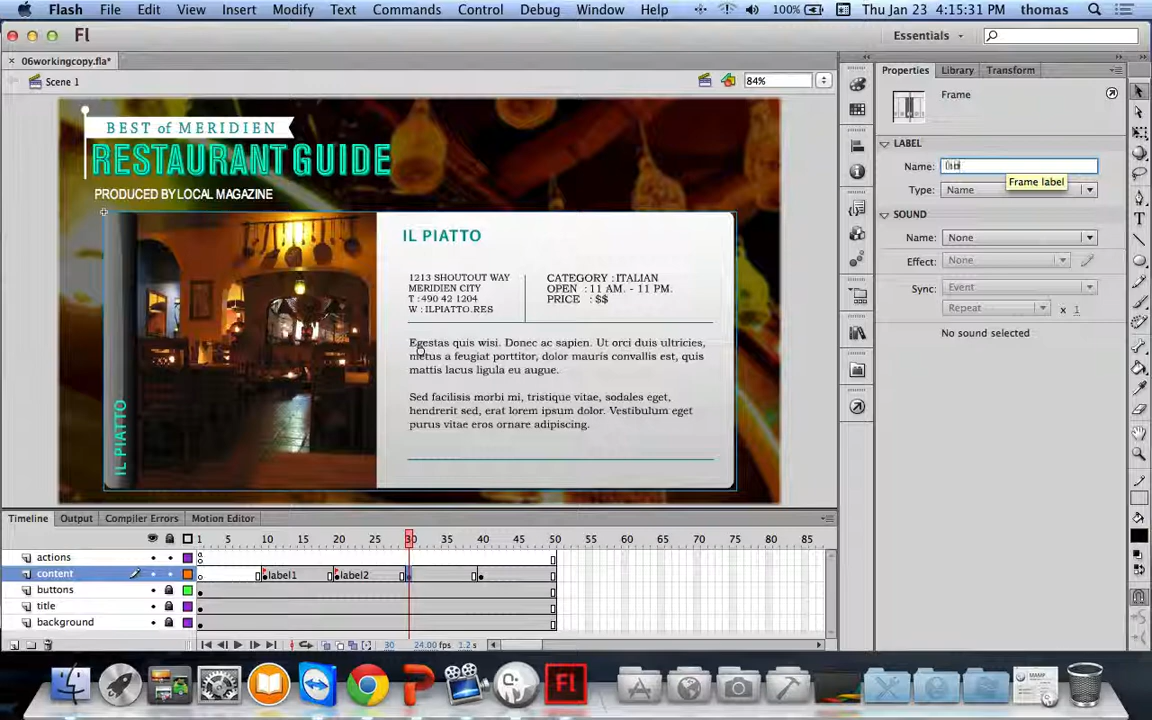 Flash File Edit View Insert Modify Text Commands Control Debug Window Help 100% Thu Jan 23 4:15:31 PM thomas
Fl Essentials
× 06workingcopy.fla*
Scene 1 84%
BEST of MERIDIEN
RESTAURANT GUIDE
PRODUCED BY LOCAL MAGAZINE
IL PIATTO
IL PIATTO
1213 SHOUTOUT WAY
MERIDEN CITY
T : 490 42 1204
W : ILPIATTO.RES
CATEGORY : ITALIAN
OPEN : 11 AM. - 11 PM.
PRICE : $$
Egestas quis wisi. Donec ac sapien. Ut orci duis ultricies,
metus a feugiat porttitor, dolor mauris convallis est, quis
mattis lacus ligula eu augue.
Sed facilisis morbi mi, tristique vitae, sodales eget,
hendrerit sed, erat lorem ipsum dolor. Vestibulum eget
purus vitae eros ornare adipiscing.
Properties Library Transform
Frame
LABEL
Name:
Frame label
Type: Name
SOUND
Name: None
Effect: None
Sync: Event
Repeat x 1
No sound selected
Timeline Output Compiler Errors Motion Editor
1 5 10 15 20 25 30 35 40 45 50 55 60 65 70 75 80 85
actions
content label1 label2
buttons
title
background
30 24.00 fps 1.2 s
Fl
MAMP